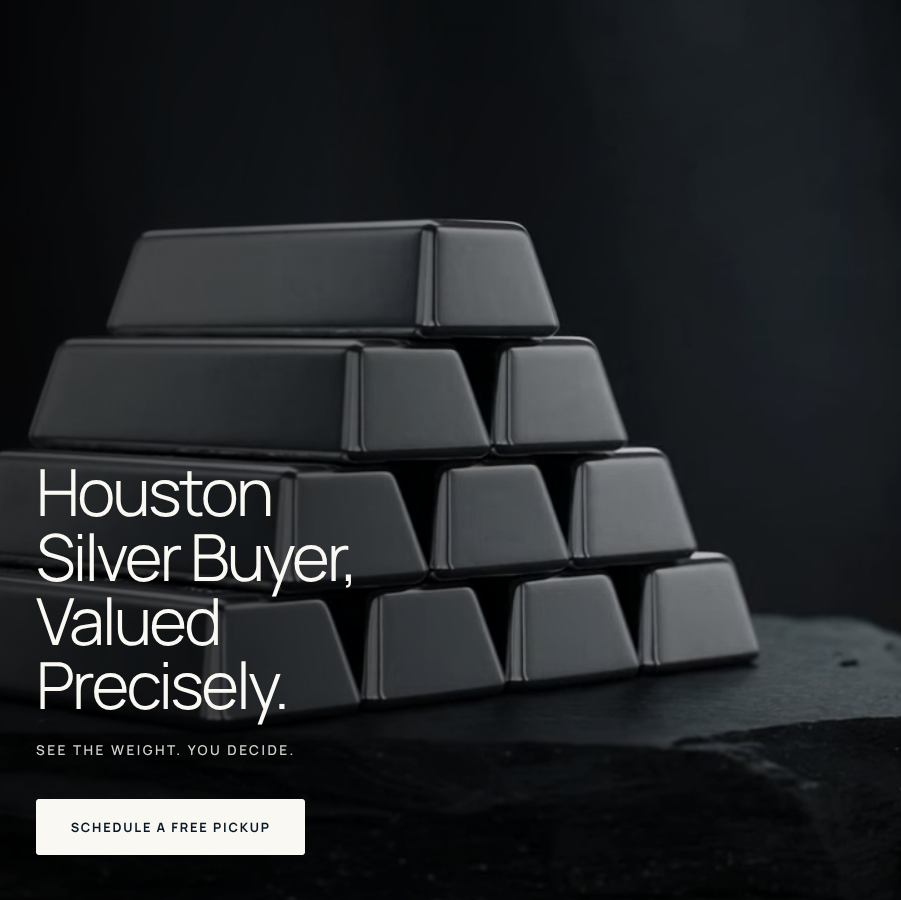 Houston
Silver Buyer,
Valued
Precisely.
SEE THE WEIGHT. YOU DECIDE.
SCHEDULE A FREE PICKUP